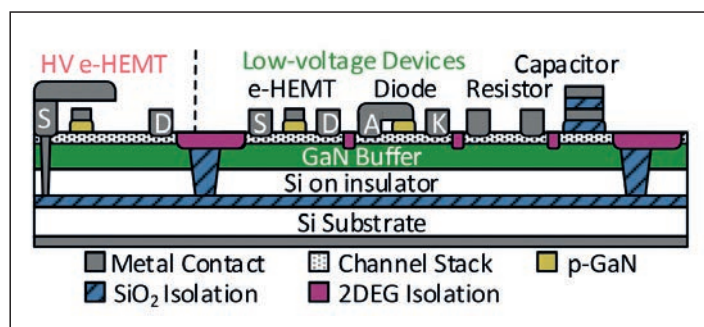 HV e-HEMT
Low-voltage Devices
e-HEMT Diode Resistor Capacitor
S D S D A K
GaN Buffer
Si on insulator
Si Substrate
Metal Contact Channel Stack p-GaN
SiO₂ Isolation 2DEG Isolation